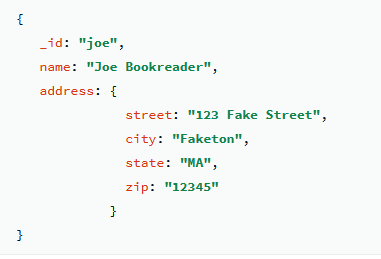 {
_id: "joe",
name: "Joe Bookreader",
address: {
street: "123 Fake Street",
city: "Faketon",
state: "MA",
zip: "12345"
}
}